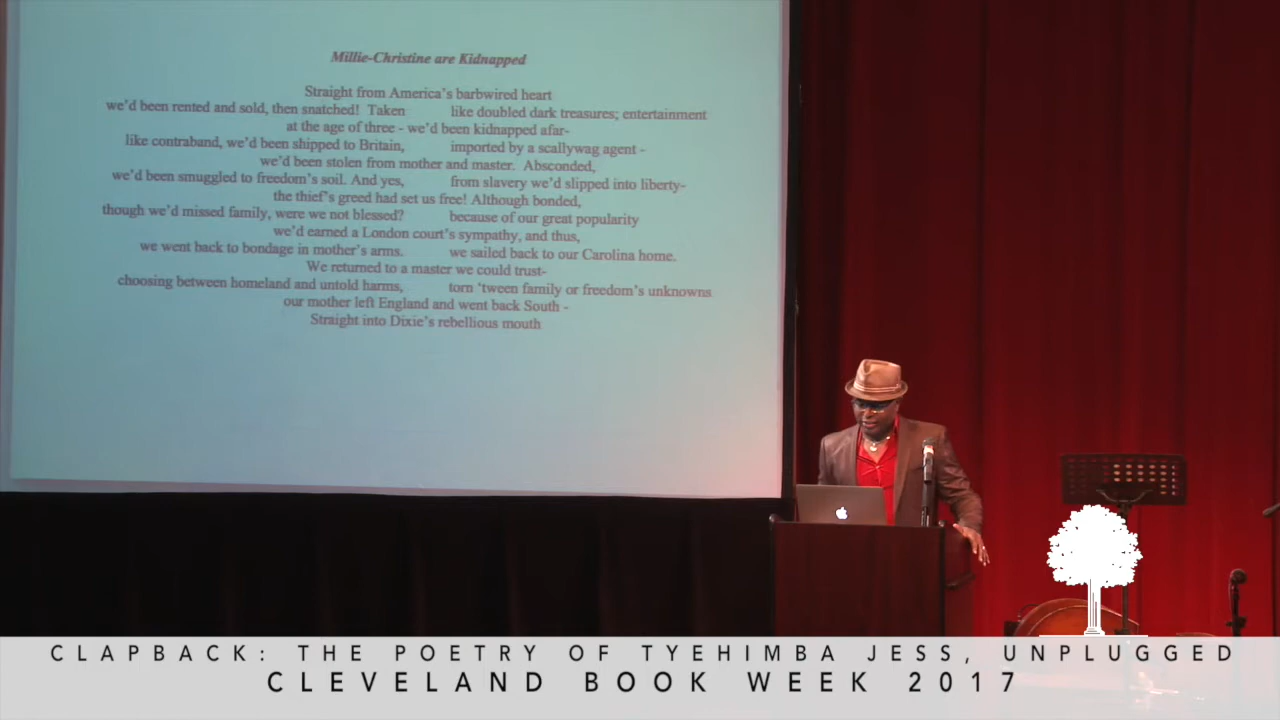 Millie-Christine are Kidnapped
Straight from America's barbwired heart
we'd been rented and sold, then snatched! Taken like doubled dark treasures; entertainment
at the age of three - we'd been kidnapped afar-
like contraband, we'd been shipped to Britain, imported by a scallywag agent -
we'd been stolen from mother and master. Absconded,
we'd been smuggled to freedom's soil. And yes, from slavery we'd slipped into liberty-
the thief's greed had set us free! Although bonded,
though we'd missed family, were we not blessed? because of our great popularity
we'd earned a London court's sympathy, and thus,
we went back to bondage in mother's arms. we sailed back to our Carolina home.
We returned to a master we could trust-
choosing between homeland and untold harms, torn 'tween family or freedom's unknowns
our mother left England and went back South -
Straight into Dixie's rebellious mouth
CLAPBACK: THE POETRY OF TYEHIMBA JESS, UNPLUGGED
CLEVELAND BOOK WEEK 2017